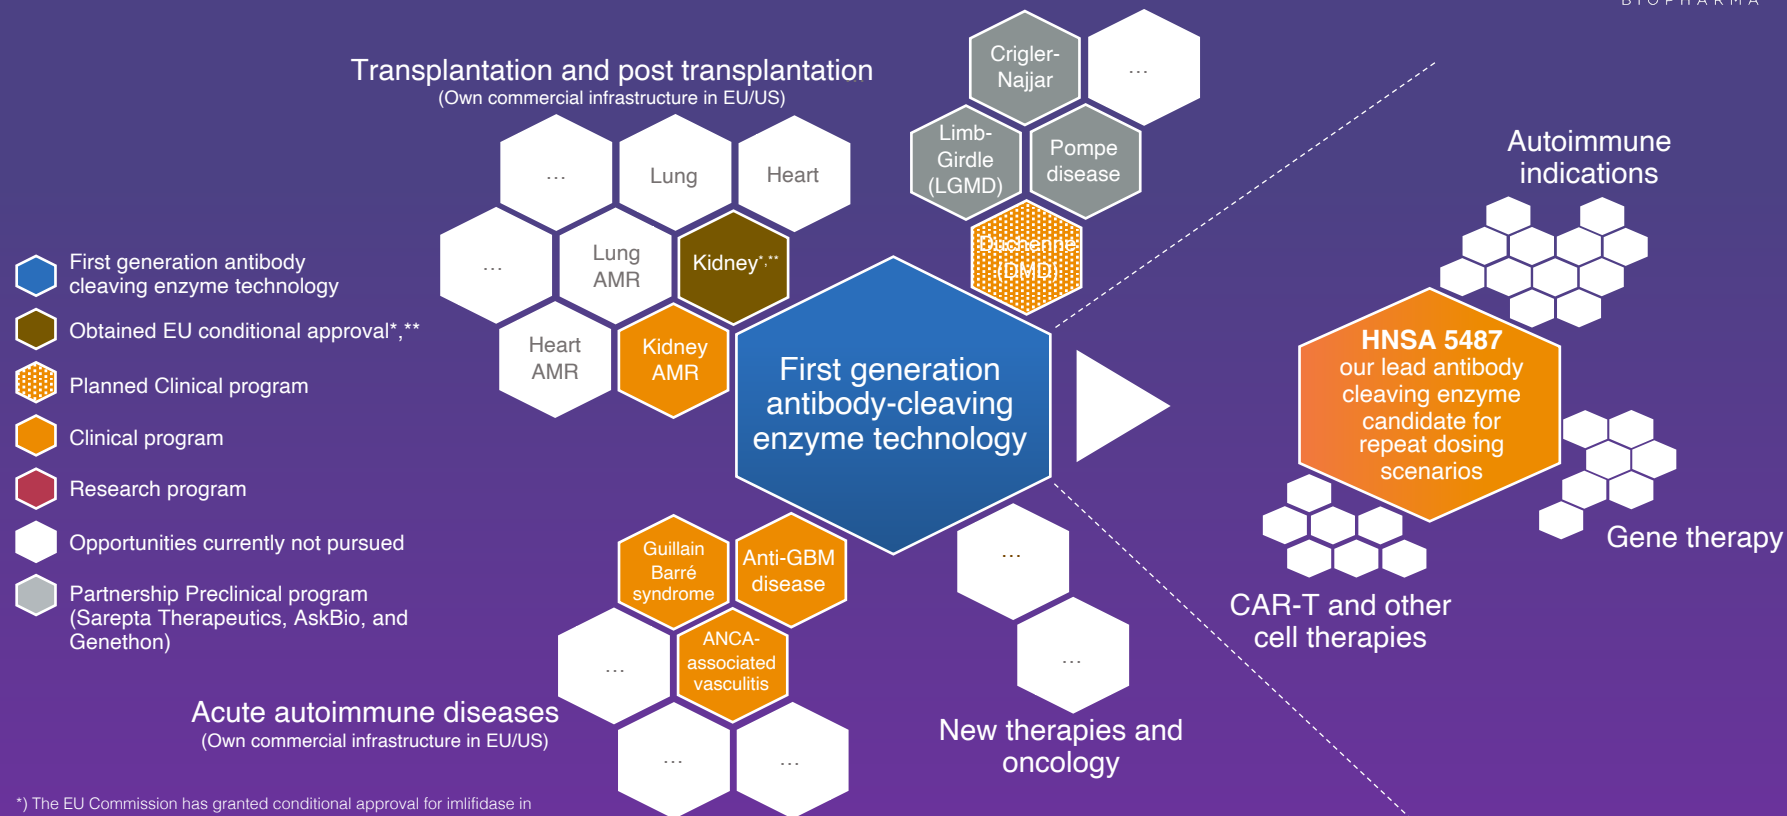 BIOPHARMA
Transplantation and post transplantation
(Own commercial infrastructure in EU/US)
...
Lung
Heart
...
Lung
AMR
Kidney*,**
Heart
AMR
Kidney
AMR
Crigler-
Najjar
...
Limb-
Girdle
(LGMD)
Pompe
disease
Duchenne
(DMD)
First generation antibody
cleaving enzyme technology
Obtained EU conditional approval*,**
Planned Clinical program
Clinical program
Research program
Opportunities currently not pursued
Partnership Preclinical program
(Sarepta Therapeutics, AskBio, and
Genethon)
First generation
antibody-cleaving
enzyme technology
Autoimmune
indications
HNSA 5487
our lead antibody
cleaving enzyme
candidate for
repeat dosing
scenarios
Gene therapy
CAR-T and other
cell therapies
Guillain
Barré
syndrome
Anti-GBM
disease
...
ANCA-
associated
vasculitis
...
...
Acute autoimmune diseases
(Own commercial infrastructure in EU/US)
...
...
New therapies and
oncology
*) The EU Commission has granted conditional approval for imlifidase in